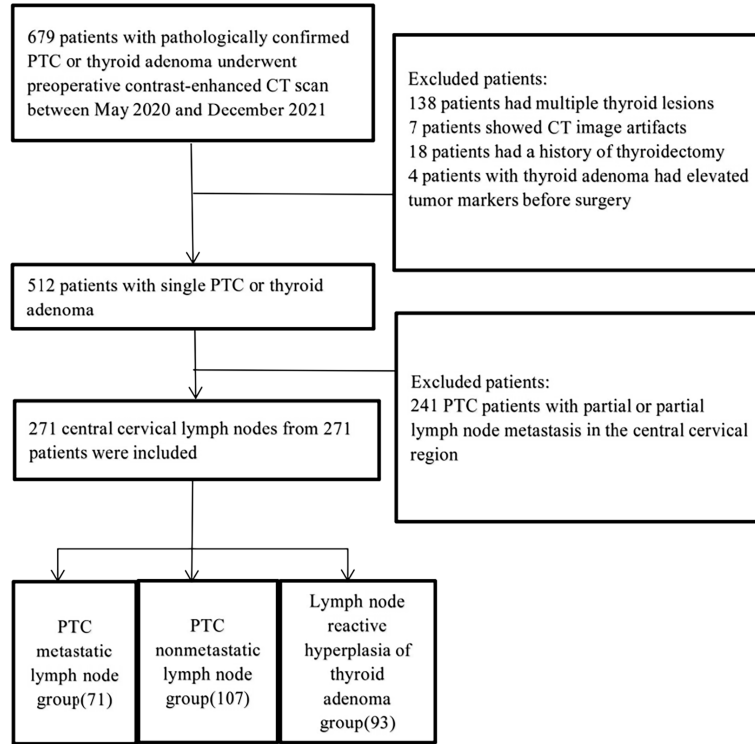 679 patients with pathologically confirmed
PTC or thyroid adenoma underwent
preoperative contrast-enhanced CT scan
between May 2020 and December 2021
Excluded patients:
138 patients had multiple thyroid lesions
7 patients showed CT image artifacts
18 patients had a history of thyroidectomy
4 patients with thyroid adenoma had elevated
tumor markers before surgery
512 patients with single PTC or thyroid
adenoma
Excluded patients:
241 PTC patients with partial or partial
lymph node metastasis in the central cervical
region
271 central cervical lymph nodes from 271
patients were included
PTC
metastatic
lymph node
group(71)
PTC
nonmetastatic
lymph node
group(107)
Lymph node
reactive
hyperplasia of
thyroid
adenoma
group(93)